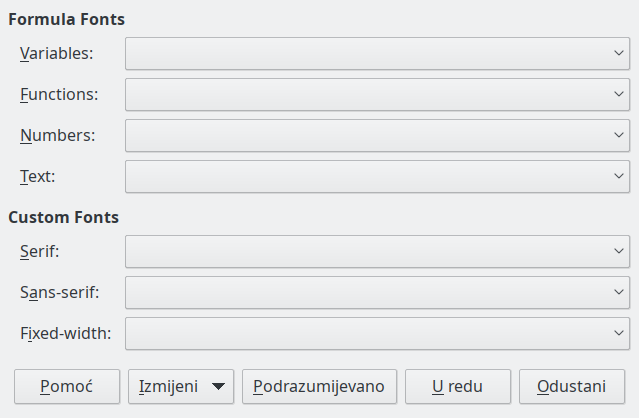 Formula Fonts
Variables:
Functions:
Numbers:
Text:
Custom Fonts
Serif:
Sans-serif:
Fixed-width:
Pomoć Izmijeni Podrazumijevano U redu Odustani